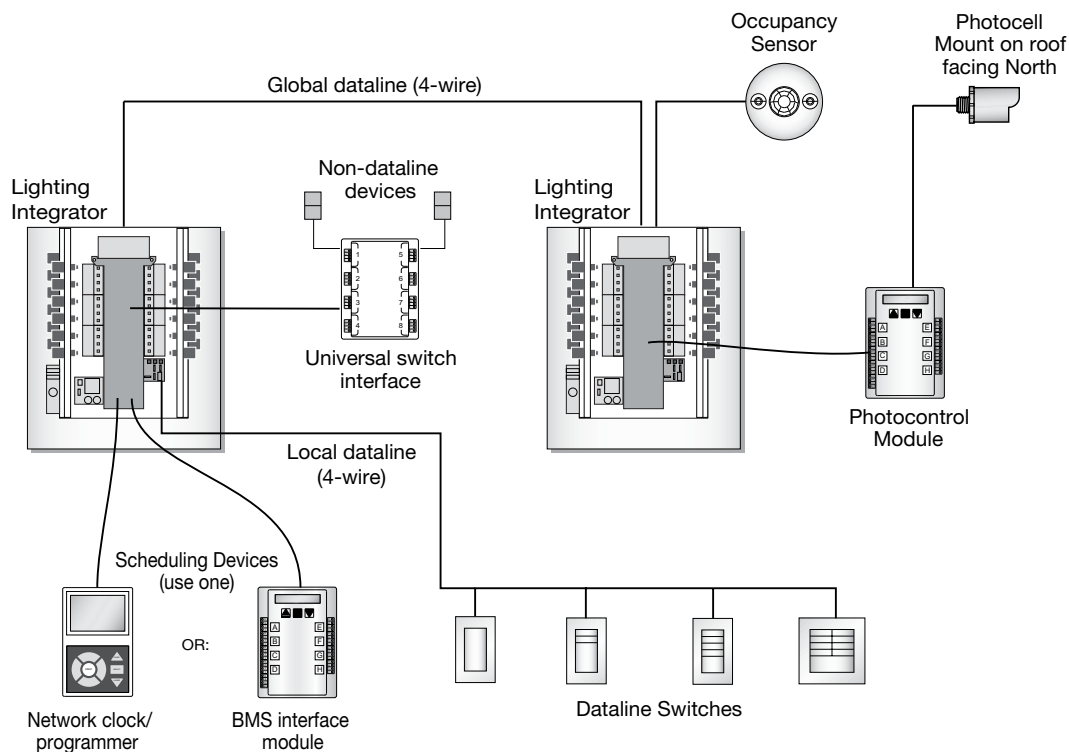 Occupancy
Sensor
Photocell
Mount on roof
facing North
Global dataline (4-wire)
Non-dataline
devices
Lighting
Integrator
Lighting
Integrator
1
2
3
4
5
6
7
8
Universal switch
interface
A
B
C
D
E
F
G
H
Photocontrol
Module
Local dataline
(4-wire)
Scheduling Devices
(use one)
OR:
A
B
C
D
E
F
G
H
Network clock/
programmer
BMS interface
module
Dataline Switches